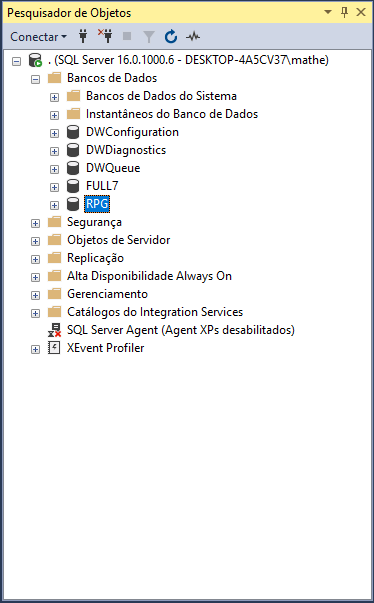 Pesquisador de Objetos
Conectar
. (SQL Server 16.0.1000.6 - DESKTOP-4A5CV37\mathe)
Bancos de Dados
Bancos de Dados do Sistema
Instantâneos do Banco de Dados
DWConfiguration
DWDiagnostics
DWQueue
FULL7
RPG
Segurança
Objetos de Servidor
Replicação
Alta Disponibilidade Always On
Gerenciamento
Catálogos do Integration Services
SQL Server Agent (Agent XPs desabilitados)
XEvent Profiler